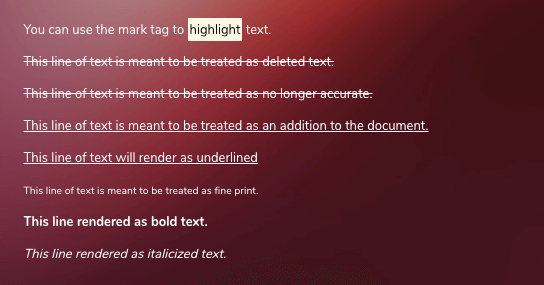 You can use the mark tag to highlight text.
This line of text is meant to be treated as deleted text.
This line of text is meant to be treated as no longer accurate.
This line of text is meant to be treated as an addition to the document.
This line of text will render as underlined
This line of text is meant to be treated as fine print.
This line rendered as bold text.
This line rendered as italicized text.